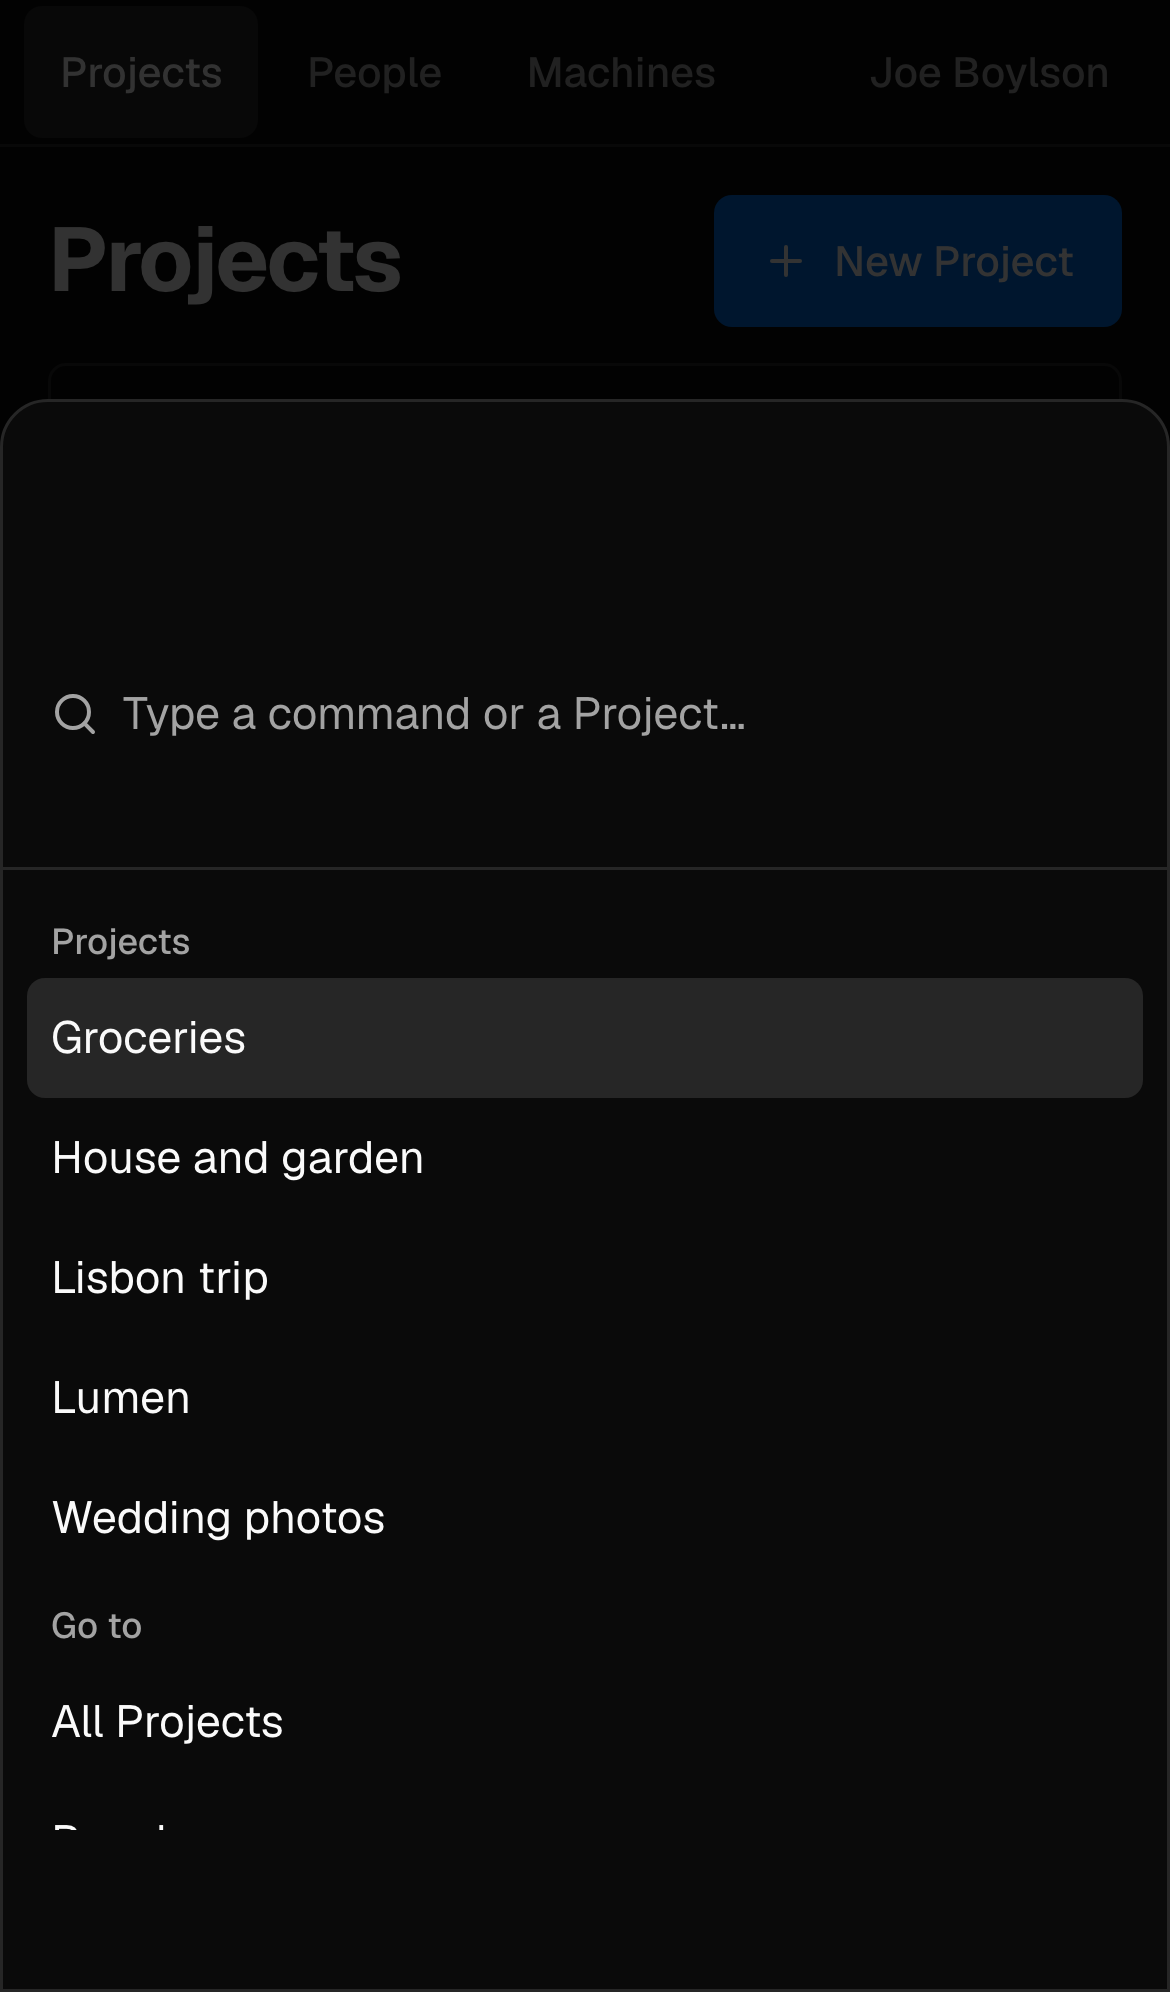 Projects People Machines Joe Boylson
Projects
+ New Project
Type a command or a Project...
Projects
Groceries
House and garden
Lisbon trip
Lumen
Wedding photos
Go to
All Projects